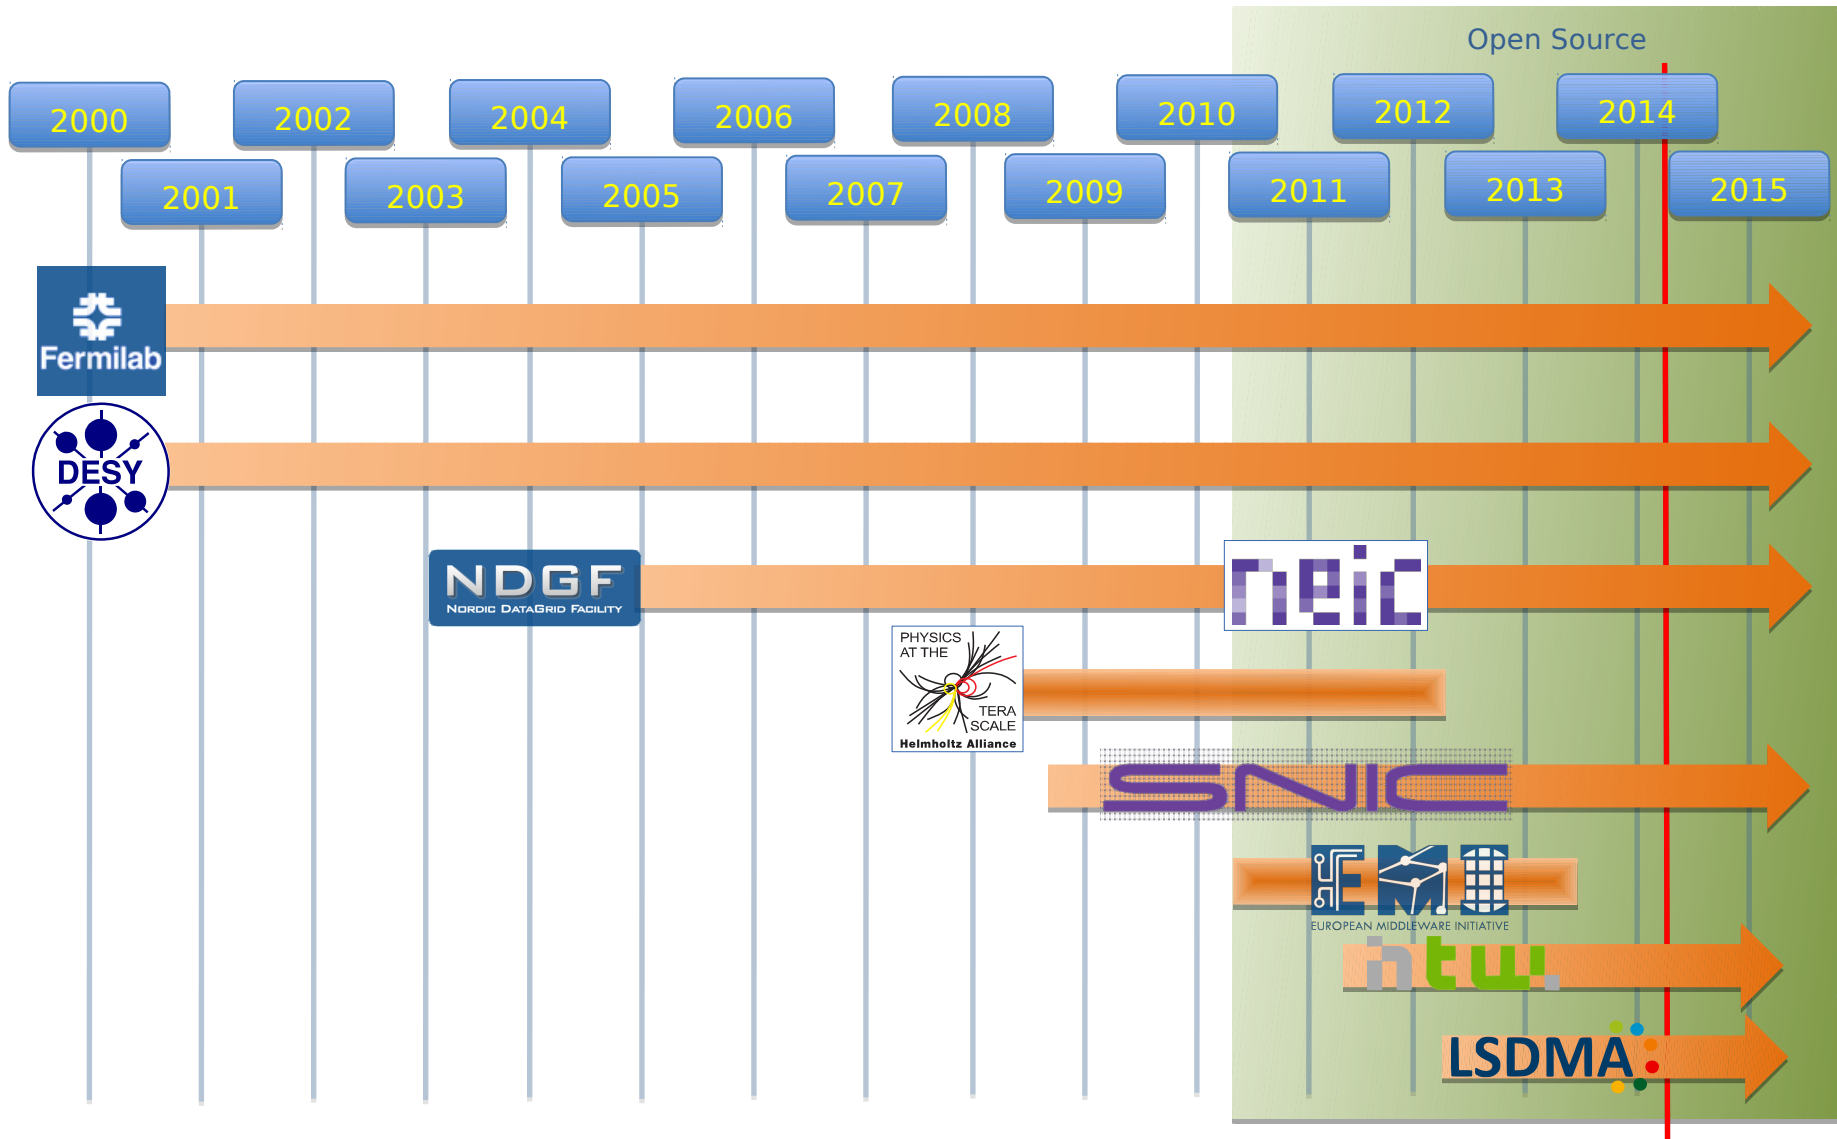 Open Source
2000
2002
2004
2006
2008
2010
2012
2014
2001
2003
2005
2007
2009
2011
2013
2015
Fermilab
DESY
NDGF
NORDIC DATAGRID FACILITY
neic
PHYSICS
AT THE
TERA
SCALE
Helmholtz Alliance
SNIC
EMI
EUROPEAN MIDDLEWARE INITIATIVE
htw.
LSDMA